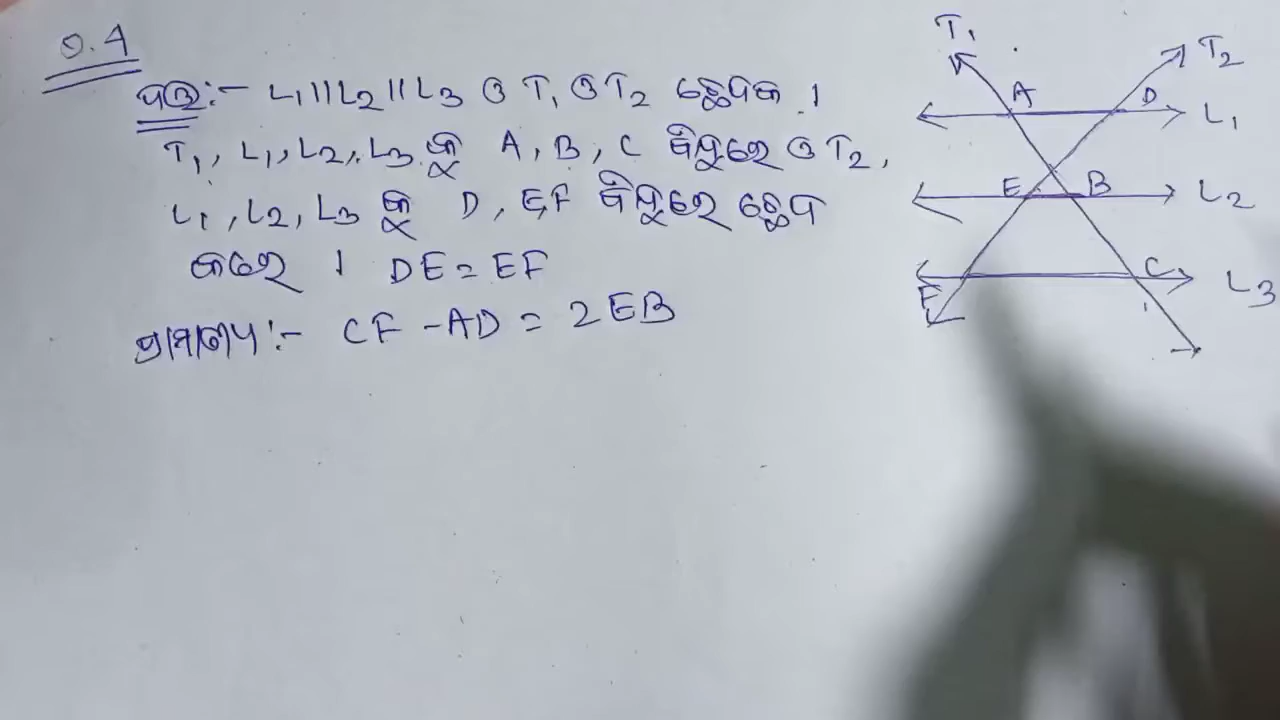 Q.4
ଦତ୍ତ:- L₁||L₂||L₃ ଓ T₁ ଓ T₂ ଛେଦକ ।
T₁, L₁, L₂, L₃ କୁ A, B, C ବିନ୍ଦୁରେ ଓ T₂,
L₁, L₂, L₃ କୁ D, E, F ବିନ୍ଦୁରେ ଛେଦ
କରେ । DE = EF
ପ୍ରାମାଣ୍ୟ:- CF - AD = 2EB
T₁
T₂
A
D
L₁
E
B
L₂
F
C
L₃